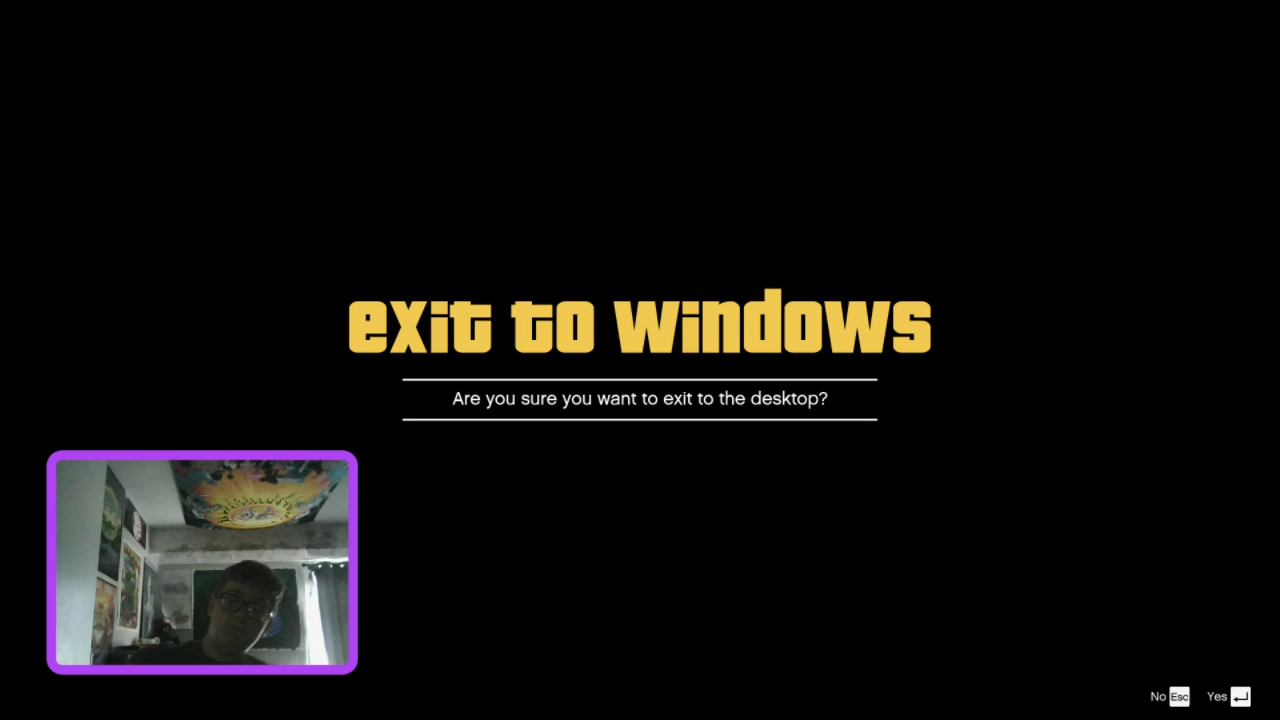 exit to windows
Are you sure you want to exit to the desktop?
No Esc Yes